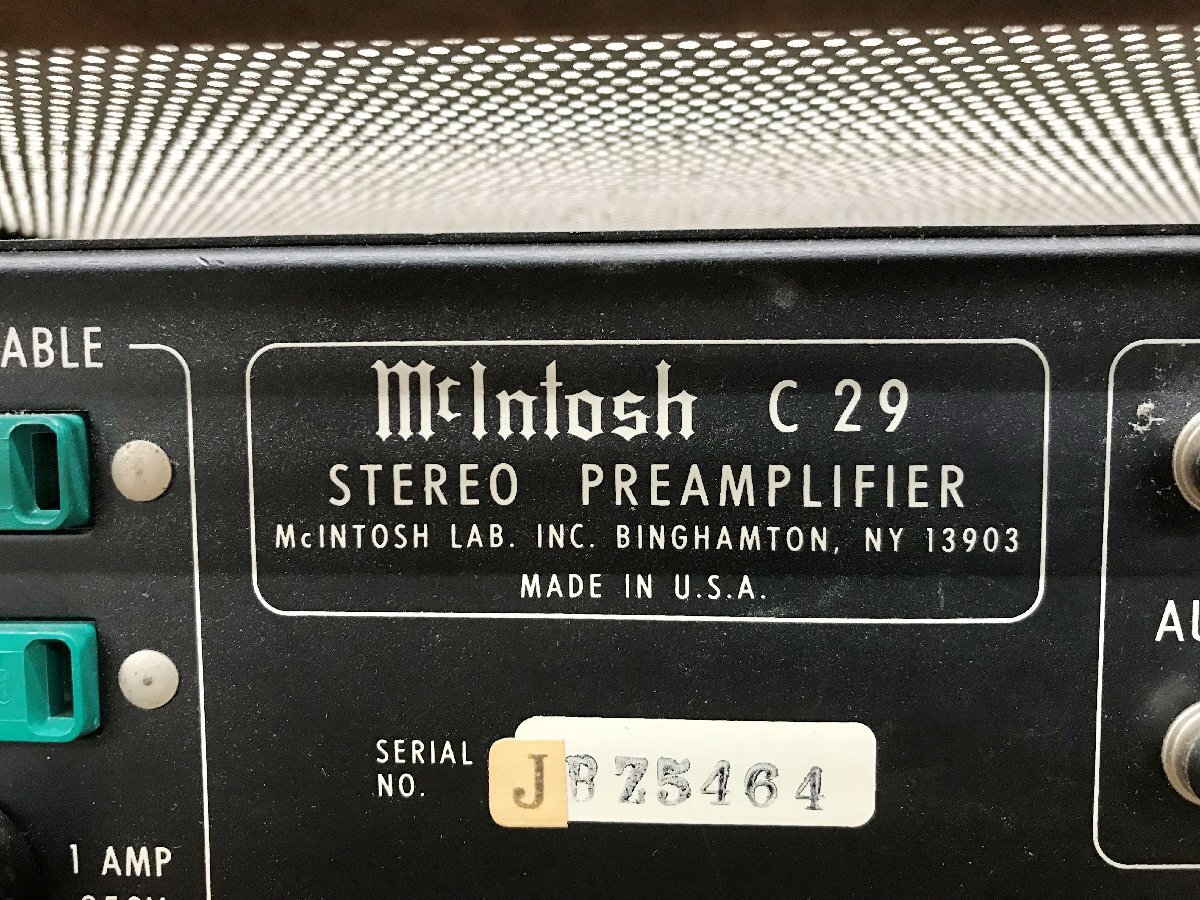 ABLE
McIntosh C 29
STEREO PREAMPLIFIER
McINTOSH LAB. INC. BINGHAMTON, NY 13903
MADE IN U.S.A.
SERIAL
NO.
J
1 AMP